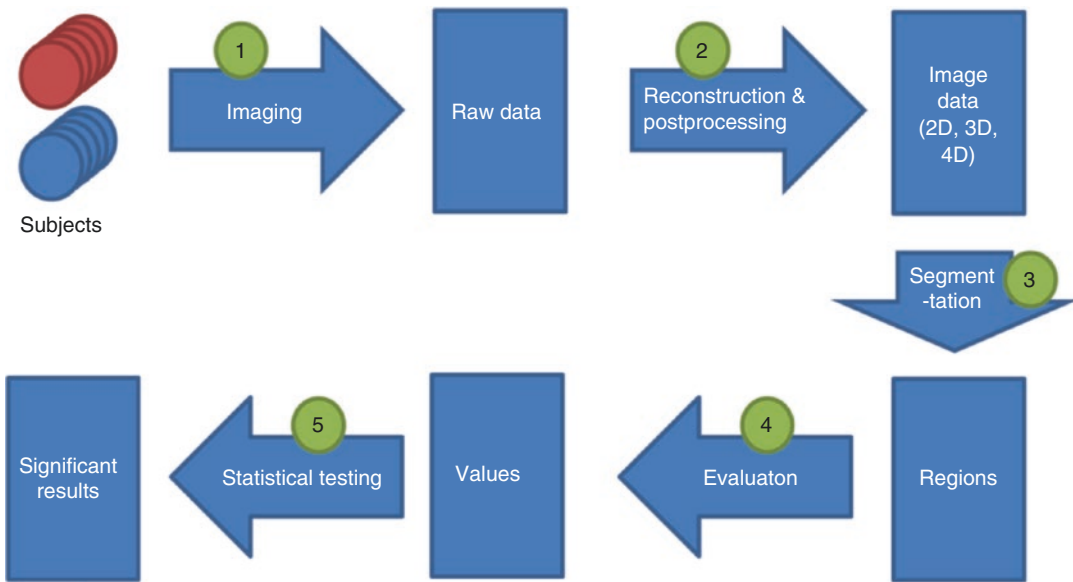 1
Imaging
Subjects
Raw data
2
Reconstruction &
postprocessing
Image
data
(2D, 3D,
4D)
Segment
-tation
3
Regions
4
Evaluaton
Values
5
Statistical testing
Significant
results